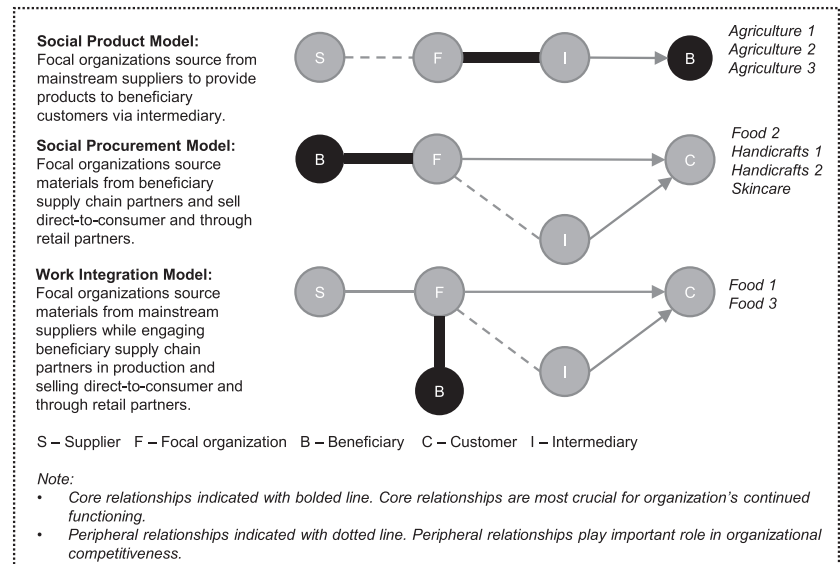 Social Product Model:
Focal organizations source from
mainstream suppliers to provide
products to beneficiary
customers via intermediary.
S
F
I
B
Agriculture 1
Agriculture 2
Agriculture 3
Social Procurement Model:
Focal organizations source
materials from beneficiary
supply chain partners and sell
direct-to-consumer and through
retail partners.
B
F
C
I
Food 2
Handicrafts 1
Handicrafts 2
Skincare
Work Integration Model:
Focal organizations source
materials from mainstream
suppliers while engaging
beneficiary supply chain
partners in production and
selling direct-to-consumer and
through retail partners.
S
F
C
I
B
Food 1
Food 3
S – Supplier F – Focal organization B – Beneficiary C – Customer I – Intermediary
Note:
• Core relationships indicated with bolded line. Core relationships are most crucial for organization's continued
functioning.
• Peripheral relationships indicated with dotted line. Peripheral relationships play important role in organizational
competitiveness.